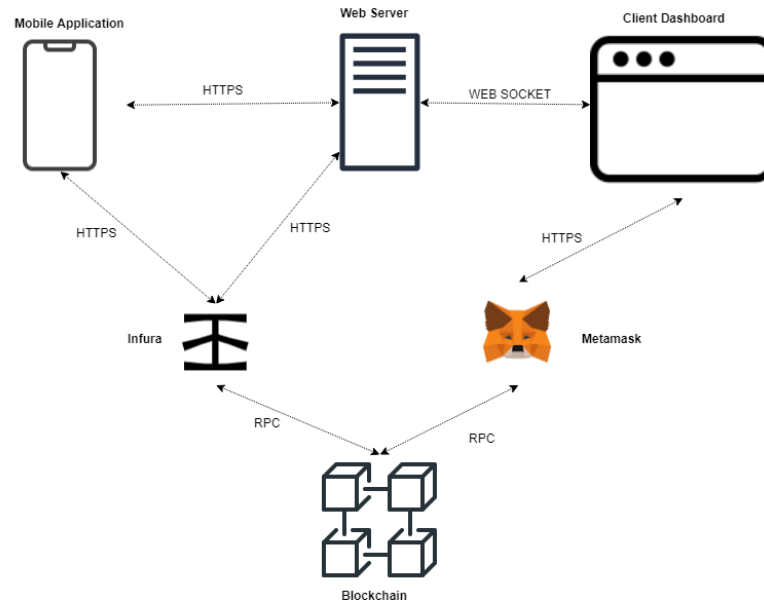 Mobile Application
Web Server
Client Dashboard
HTTPS
WEB SOCKET
HTTPS
HTTPS
HTTPS
Infura
Metamask
RPC
RPC
Blockchain